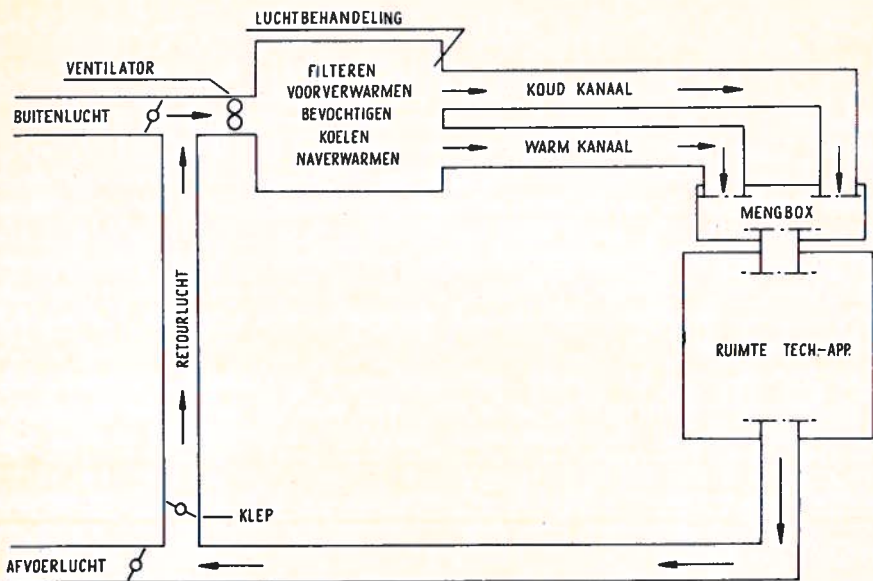 LUCHTBEHANDELING
VENTILATOR
BUITENLUCHT
FILTEREN
VOORVERWARMEN
BEVOCHTIGEN
KOELEN
NAVERWARMEN
KOUD KANAAL
WARM KANAAL
MENGBOX
RETOURLUCHT
RUIMTE TECH.-APP.
KLEP
AFVOERLUCHT